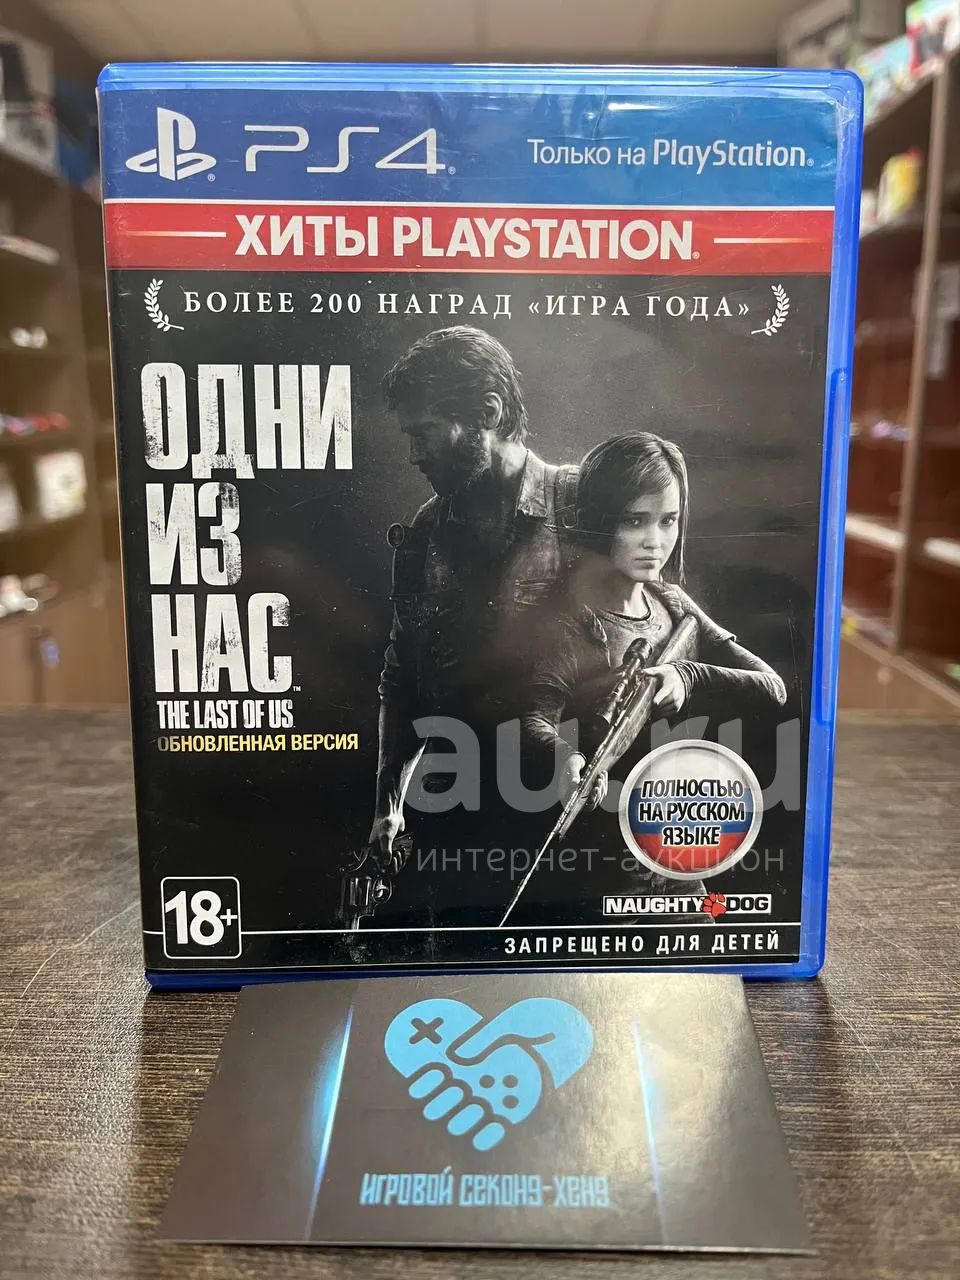 PS4
Только на PlayStation
ХИТЫ PLAYSTATION
БОЛЕЕ 200 НАГРАД «ИГРА ГОДА»
ОДНИ
ИЗ
НАС
THE LAST OF US
ОБНОВЛЕННАЯ ВЕРСИЯ
au.ru
интернет-аукцион
ПОЛНОСТЬЮ
НА РУССКОМ
ЯЗЫКЕ
18+
NAUGHTY DOG
ЗАПРЕЩЕНО ДЛЯ ДЕТЕЙ
ИГРОВОЙ СЕКОНД-ХЕНД